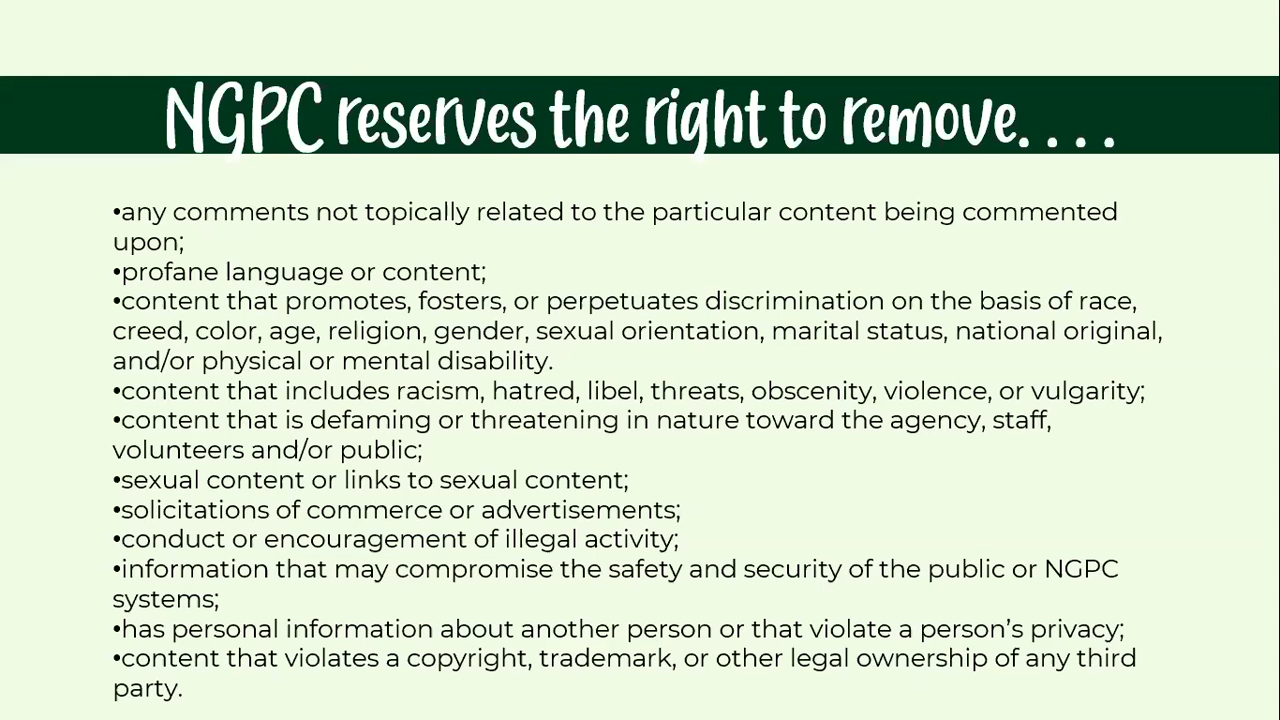 NGPC reserves the right to remove. . . .
•any comments not topically related to the particular content being commented
upon;
•profane language or content;
•content that promotes, fosters, or perpetuates discrimination on the basis of race,
creed, color, age, religion, gender, sexual orientation, marital status, national original,
and/or physical or mental disability.
•content that includes racism, hatred, libel, threats, obscenity, violence, or vulgarity;
•content that is defaming or threatening in nature toward the agency, staff,
volunteers and/or public;
•sexual content or links to sexual content;
•solicitations of commerce or advertisements;
•conduct or encouragement of illegal activity;
•information that may compromise the safety and security of the public or NGPC
systems;
•has personal information about another person or that violate a person’s privacy;
•content that violates a copyright, trademark, or other legal ownership of any third
party.